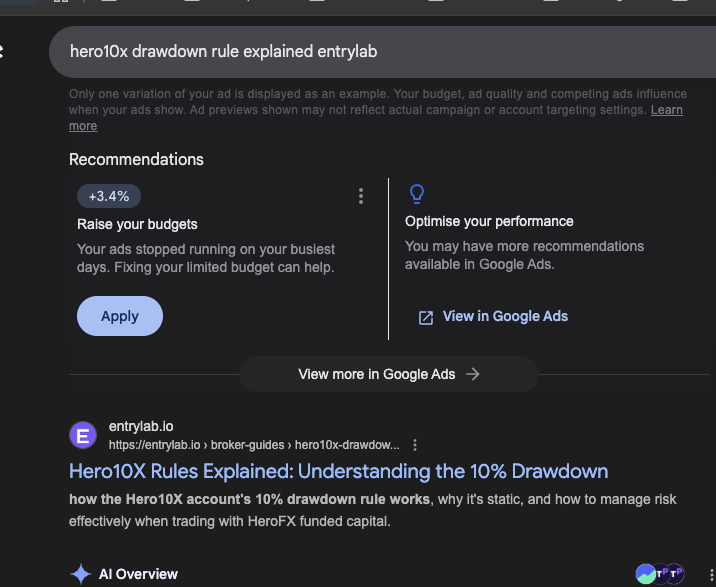 hero10x drawdown rule explained entrylab
Only one variation of your ad is displayed as an example. Your budget, ad quality and competing ads influence
when your ads show. Ad previews shown may not reflect actual campaign or account targeting settings. Learn
more
Recommendations
+3.4%
Raise your budgets
Your ads stopped running on your busiest
days. Fixing your limited budget can help.
Apply
Optimise your performance
You may have more recommendations
available in Google Ads.
View in Google Ads
View more in Google Ads
E
entrylab.io
https://entrylab.io › broker-guides › hero10x-drawdow...
Hero10X Rules Explained: Understanding the 10% Drawdown
how the Hero10X account's 10% drawdown rule works, why it's static, and how to manage risk
effectively when trading with HeroFX funded capital.
AI Overview
TP TP